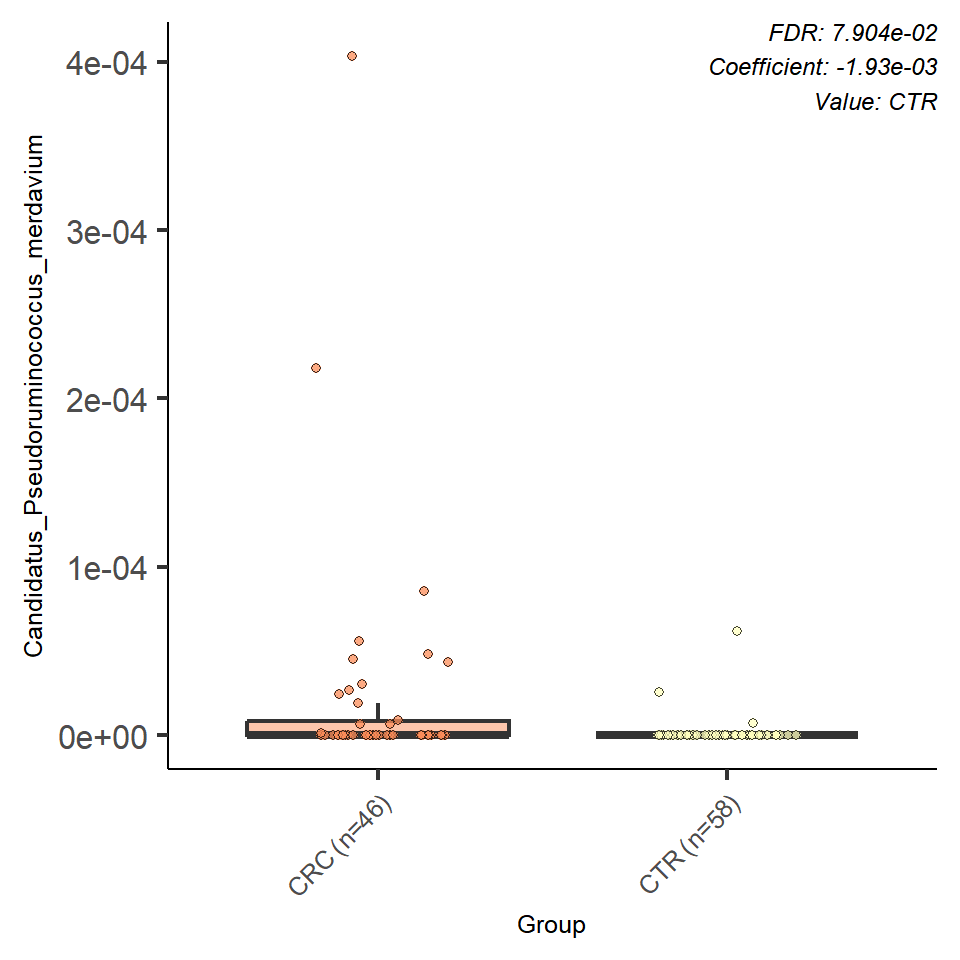 FDR: 7.904e-02
Coefficient: -1.93e-03
Value: CTR
Candidatus_Pseudoruminococcus_merdavium
4e-04
3e-04
2e-04
1e-04
0e+00
CRC (n=46)
CTR (n=58)
Group